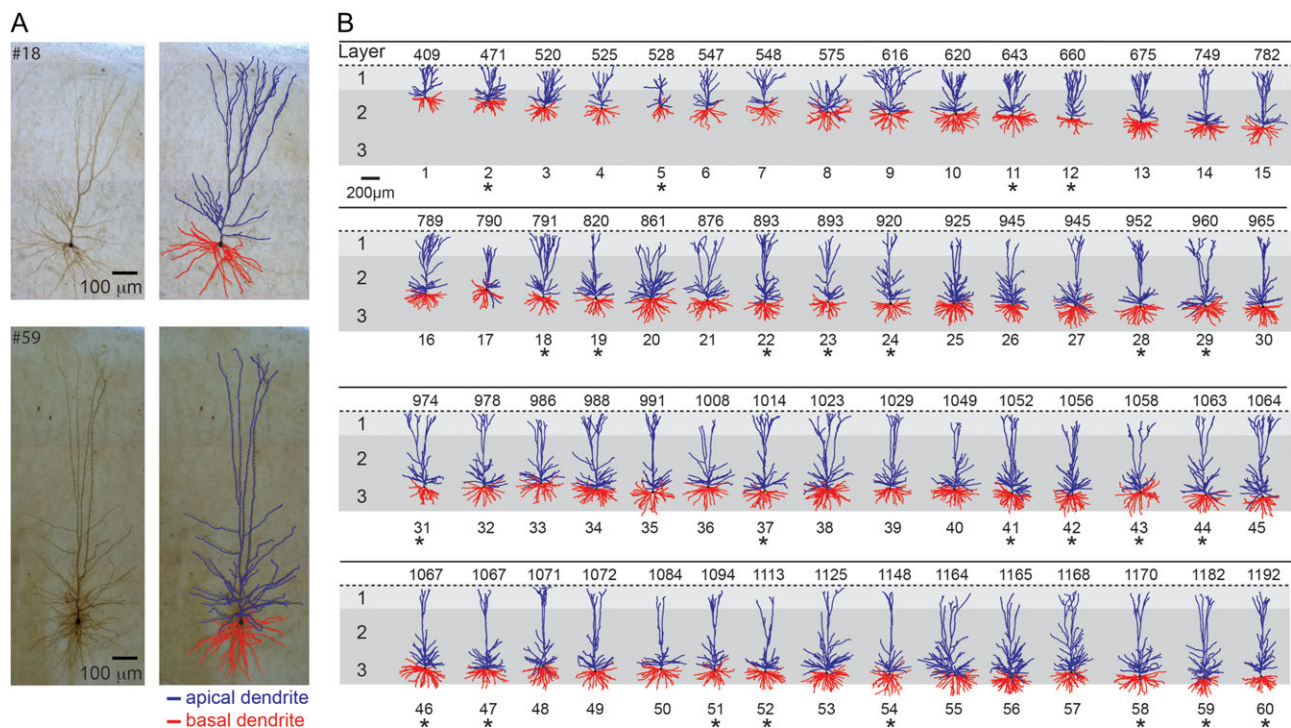 A
#18
100 µm
#59
100 µm
apical dendrite
basal dendrite
B
Layer 409 471 520 525 528 547 548 575 616 620 643 660 675 749 782
1
2
3
200µm
1 2 3 4 5 6 7 8 9 10 11 12 13 14 15
* * * *
789 790 791 820 861 876 893 893 920 925 945 945 952 960 965
1
2
3
16 17 18 19 20 21 22 23 24 25 26 27 28 29 30
* * * * * * *
974 978 986 988 991 1008 1014 1023 1029 1049 1052 1056 1058 1063 1064
1
2
3
31 32 33 34 35 36 37 38 39 40 41 42 43 44 45
* * * * * *
1067 1067 1071 1072 1084 1094 1113 1125 1148 1164 1165 1168 1170 1182 1192
1
2
3
46 47 48 49 50 51 52 53 54 55 56 57 58 59 60
* * * * * * * *